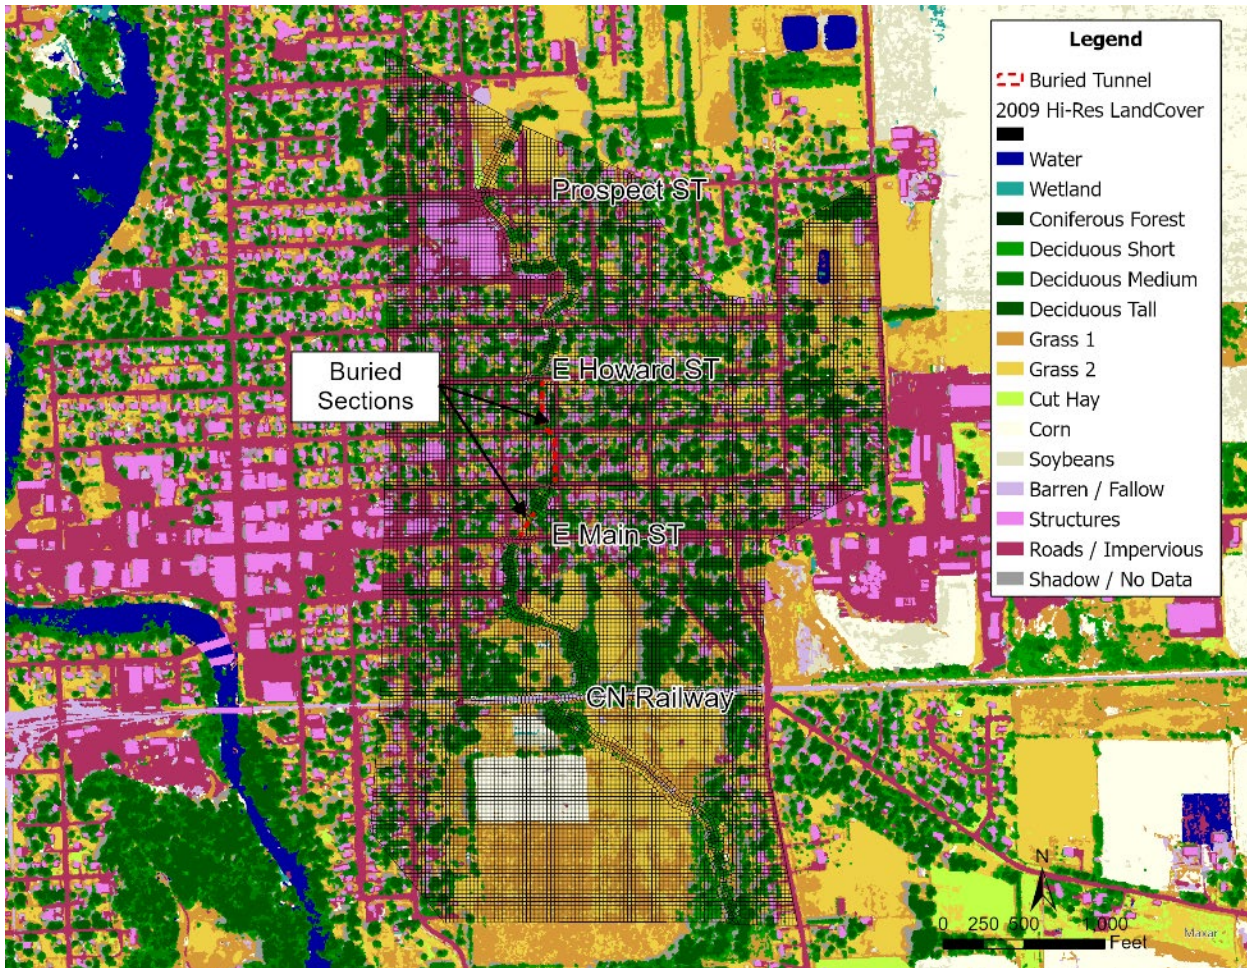 Legend
Buried Tunnel
2009 Hi-Res LandCover
Water
Wetland
Coniferous Forest
Deciduous Short
Deciduous Medium
Deciduous Tall
Grass 1
Grass 2
Cut Hay
Corn
Soybeans
Barren / Fallow
Structures
Roads / Impervious
Shadow / No Data
Prospect ST
E Howard ST
Buried
Sections
E Main ST
CN Railway
N
0 250 500 1,000
Feet
Maxar